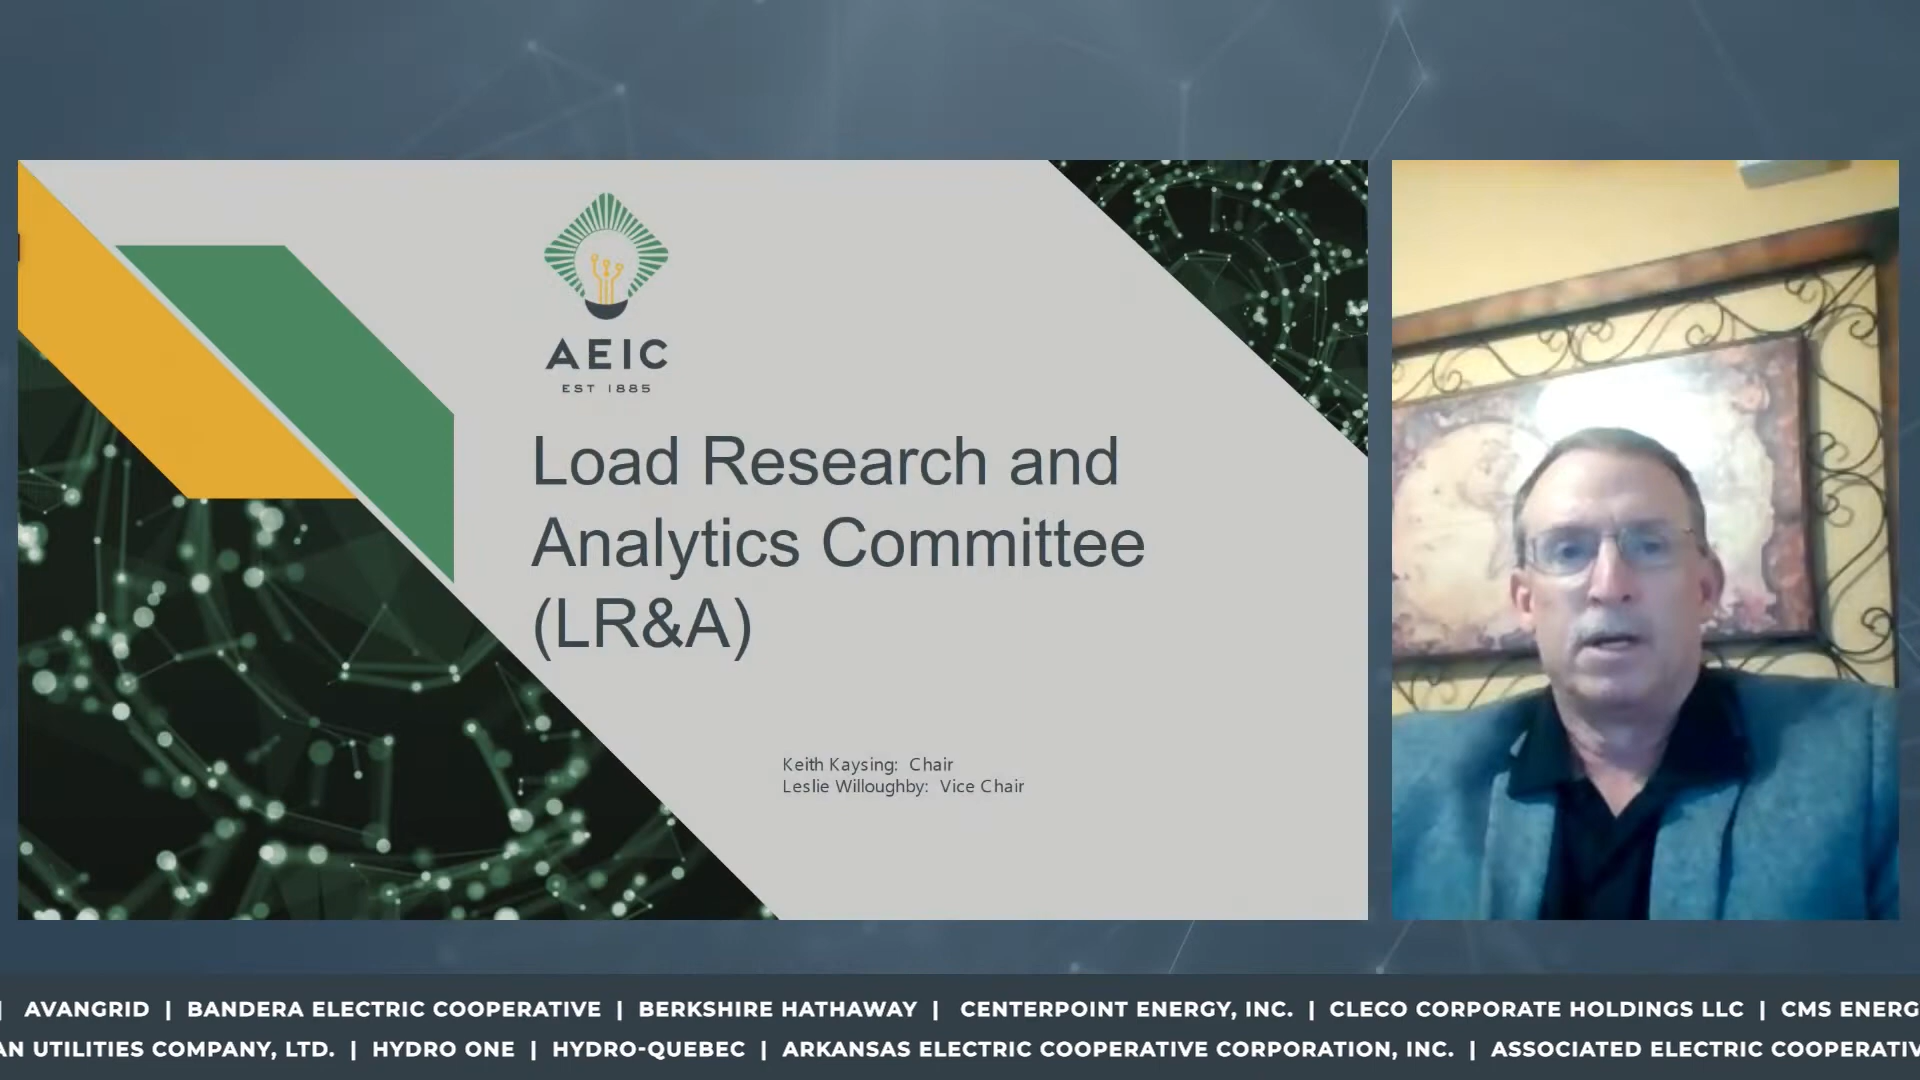 AEIC
EST 1885
Load Research and
Analytics Committee
(LR&A)
Keith Kaysing: Chair
Leslie Willoughby: Vice Chair
| AVANGRID | BANDERA ELECTRIC COOPERATIVE | BERKSHIRE HATHAWAY | CENTERPOINT ENERGY, INC. | CLECO CORPORATE HOLDINGS LLC | CMS ENERG
AN UTILITIES COMPANY, LTD. | HYDRO ONE | HYDRO-QUEBEC | ARKANSAS ELECTRIC COOPERATIVE CORPORATION, INC. | ASSOCIATED ELECTRIC COOPERATIV